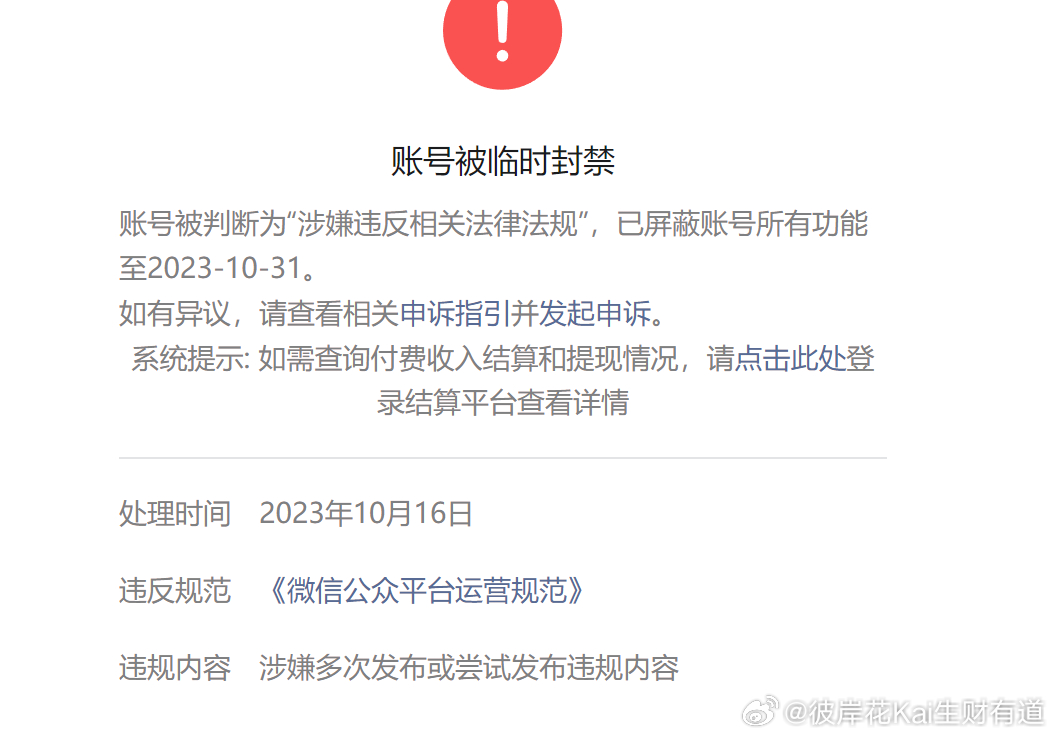 账号被临时封禁
账号被判断为“涉嫌违反相关法律法规”，已屏蔽账号所有功能
至2023-10-31。
如有异议，请查看相关申诉指引并发起申诉。
系统提示: 如需查询付费收入结算和提现情况，请点击此处登
录结算平台查看详情
处理时间 2023年10月16日
违反规范 《微信公众平台运营规范》
违规内容 涉嫌多次发布或尝试发布违规内容
@彼岸花Kai生财有道